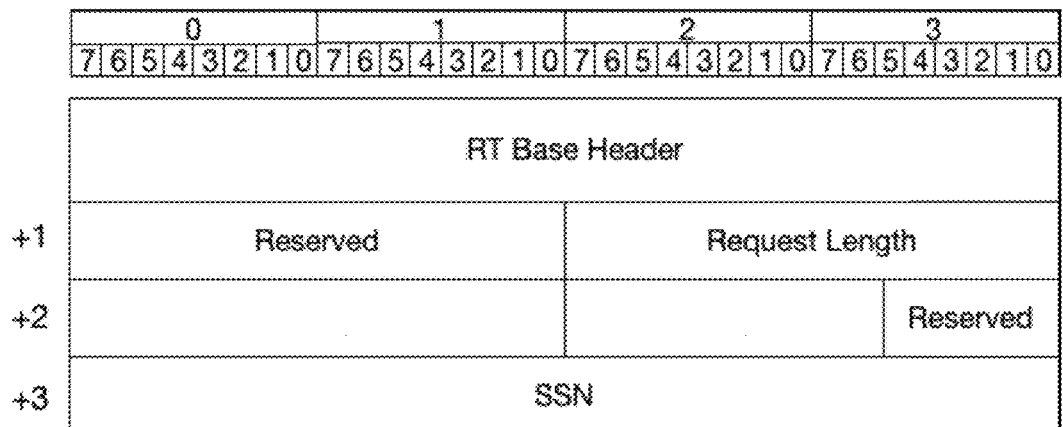 0 1 2 3
7 6 5 4 3 2 1 0 7 6 5 4 3 2 1 0 7 6 5 4 3 2 1 0 7 6 5 4 3 2 1 0
RT Base Header
+1 Reserved Request Length
+2 Reserved
+3 SSN